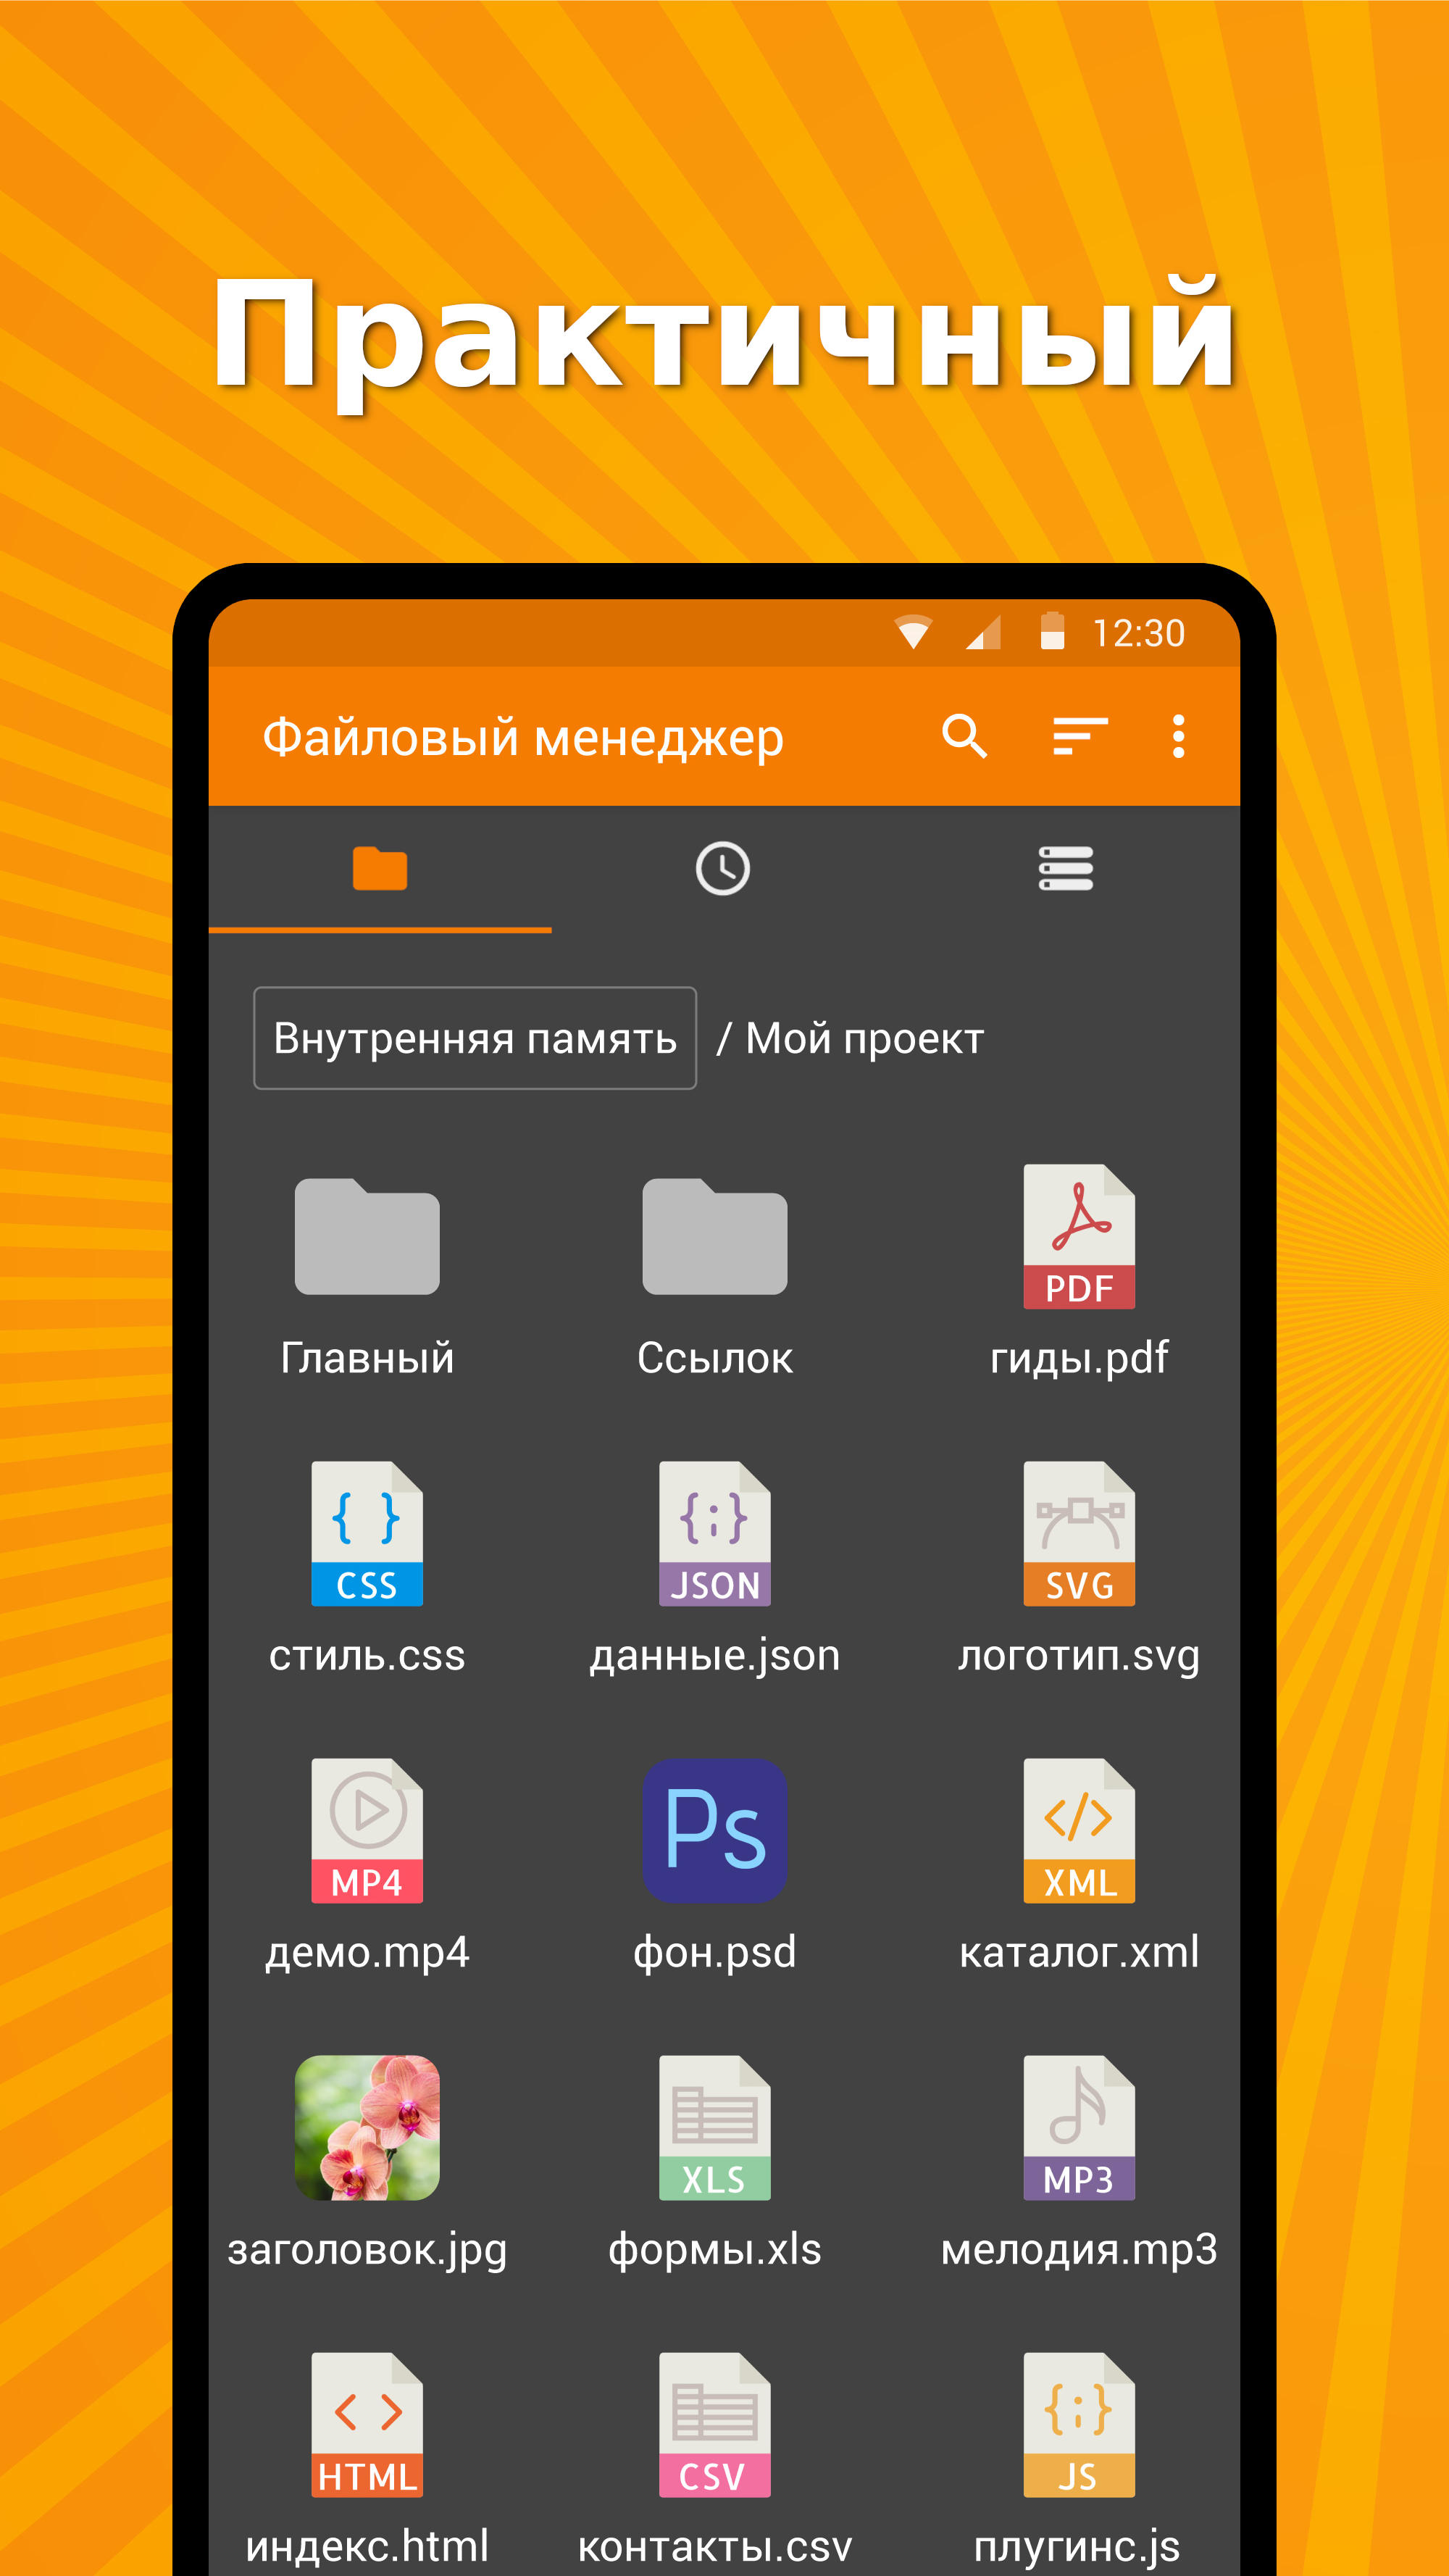 Практичный
12:30
Файловый менеджер
Внутренняя память / Мой проект
PDF
Главный Ссылок гиды.pdf
{ } {;}
CSS JSON SVG
стиль.css данные.json логотип.svg
Ps </>
MP4 XML
демо.mp4 фон.psd каталог.xml
XLS MP3
заголовок.jpg формы.xls мелодия.mp3
< > {;}
HTML CSV JS
индекс.html контакты.csv плугинс.js